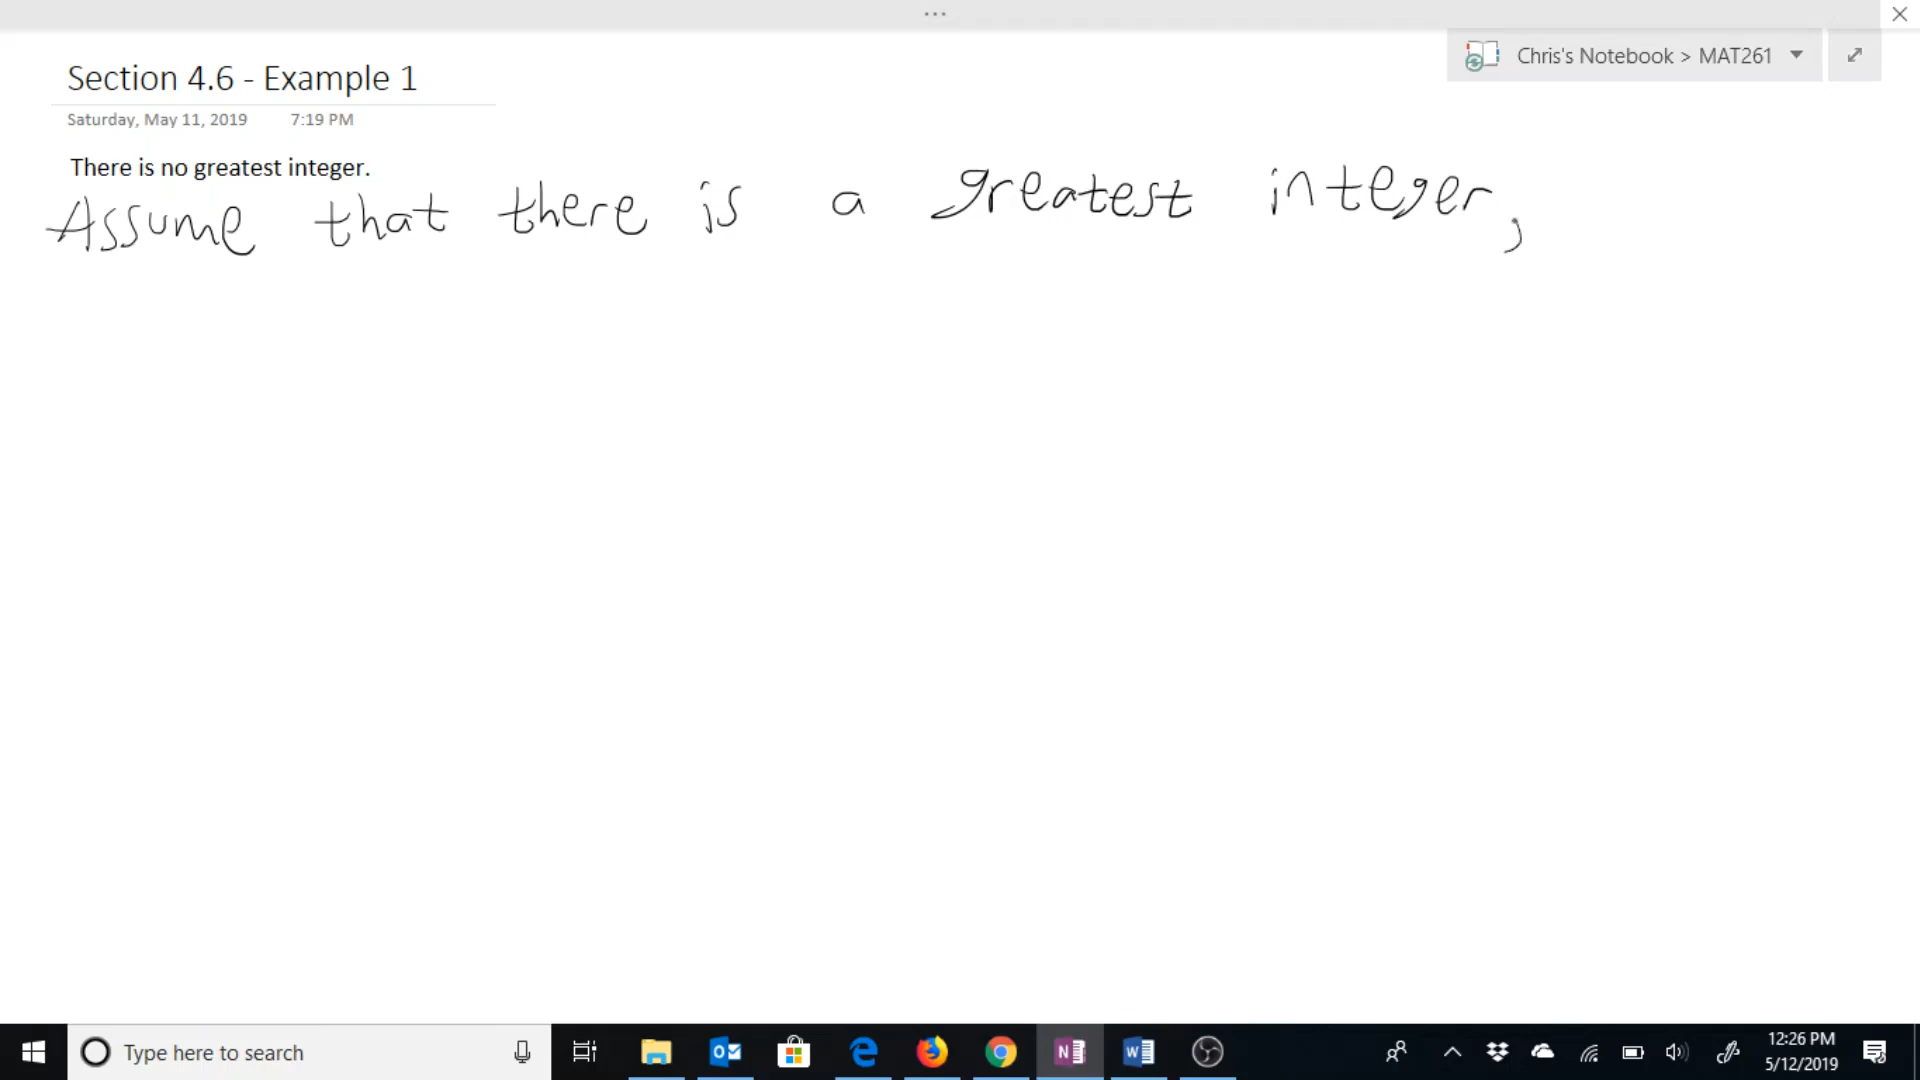 ...
Chris's Notebook > MAT261
Section 4.6 - Example 1
Saturday, May 11, 2019 7:19 PM
There is no greatest integer.
Assume that there is a greatest integer,
Type here to search
N
W
12:26 PM
5/12/2019